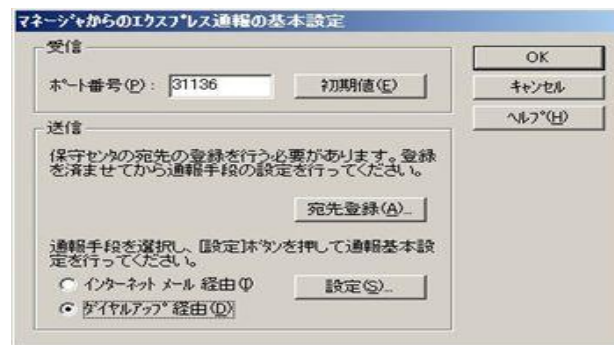 マネージャからのエクスプレス通報の基本設定
受信
OK
ポート番号(P): 31136 初期値(E)
キャンセル
ヘルプ(H)
送信
保守センタの宛先の登録を行う必要があります。登録
を済ませてから通報手段の設定を行ってください。
宛先登録(A)...
通報手段を選択し、[設定]ボタンを押して通報基本設
定を行ってください。
インターネット メール 経由(I)
設定(S)...
ダイヤルアップ 経由(D)